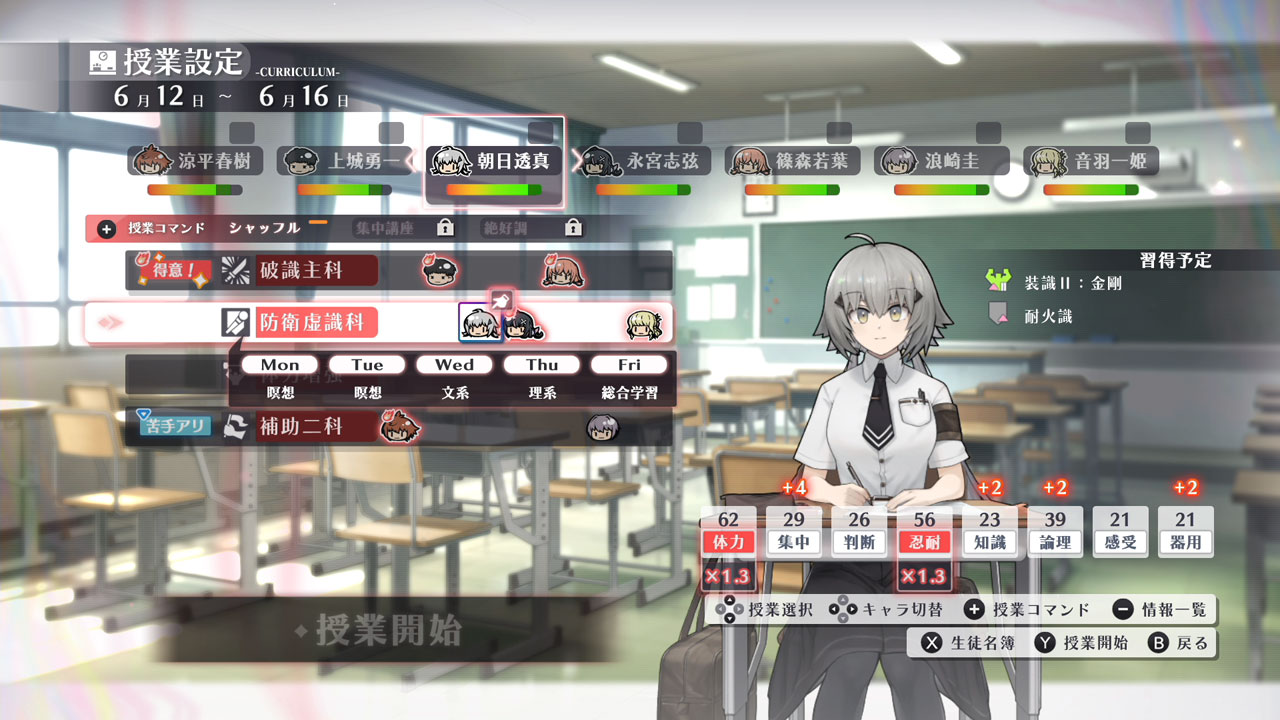 授業設定 -CURRICULUM-
6月12日 ～ 6月16日
涼平春樹 上城勇一 朝日透真 永宮志弦 篠森若葉 浪崎圭 音羽一姫
+ 授業コマンド シャッフル 集中講座 絶好調
得意! 破識主科
防衛虚識科
Mon Tue Wed Thu Fri
瞑想 瞑想 文系 理系 総合学習
苦手アリ 補助二科
習得予定
装識II：金剛
耐火識
+4 +2 +2 +2
62 29 26 56 23 39 21 21
体力 集中 判断 忍耐 知識 論理 感受 器用
×1.3 ×1.3
授業選択 キャラ切替 + 授業コマンド − 情報一覧
X 生徒名簿 Y 授業開始 B 戻る
授業開始